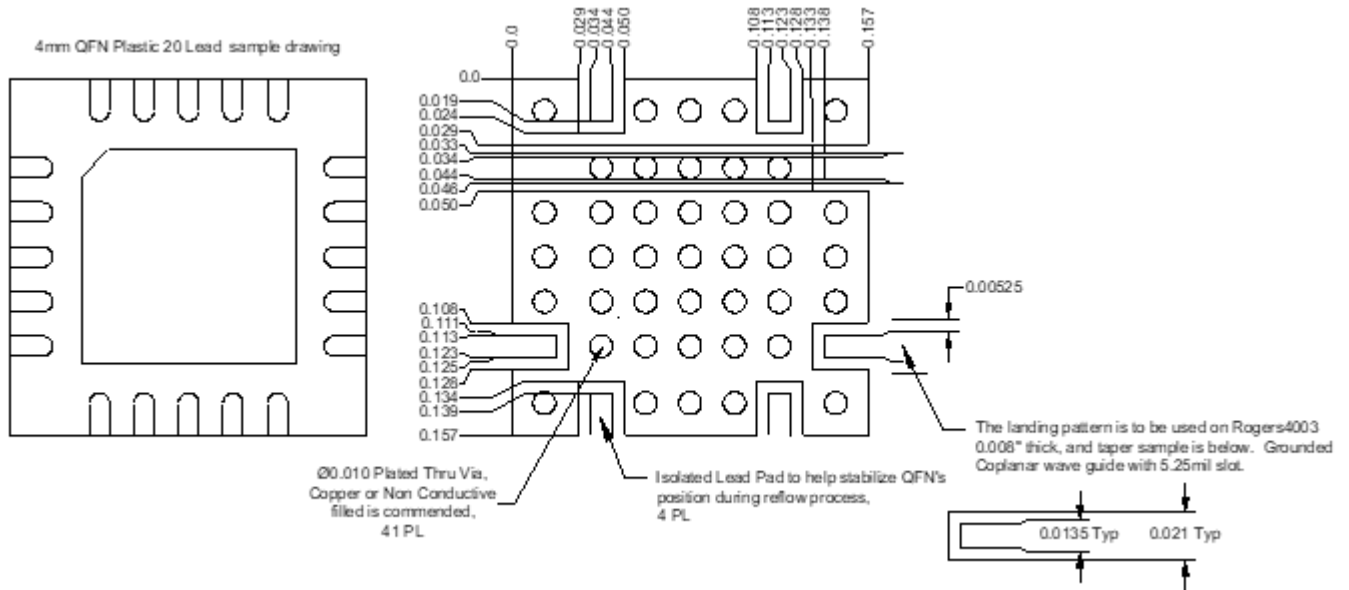 4mm QFN Plastic 20 Lead sample drawing
0.0
0.029
0.034
0.044
0.050
0.108
0.113
0.123
0.128
0.133
0.138
0.157
0.0
0.019
0.024
0.029
0.033
0.034
0.044
0.046
0.050
0.108
0.111
0.113
0.123
0.125
0.128
0.134
0.139
0.157
0.00525
Ø0.010 Plated Thru Via,
Copper or Non Conductive
filled is commended,
41 PL
Isolated Lead Pad to help stabilize QFN's
position during reflow process,
4 PL
The landing pattern is to be used on Rogers4003
0.008" thick, and taper sample is below. Grounded
Coplanar wave guide with 5.25mil slot.
0.0135 Typ
0.021 Typ